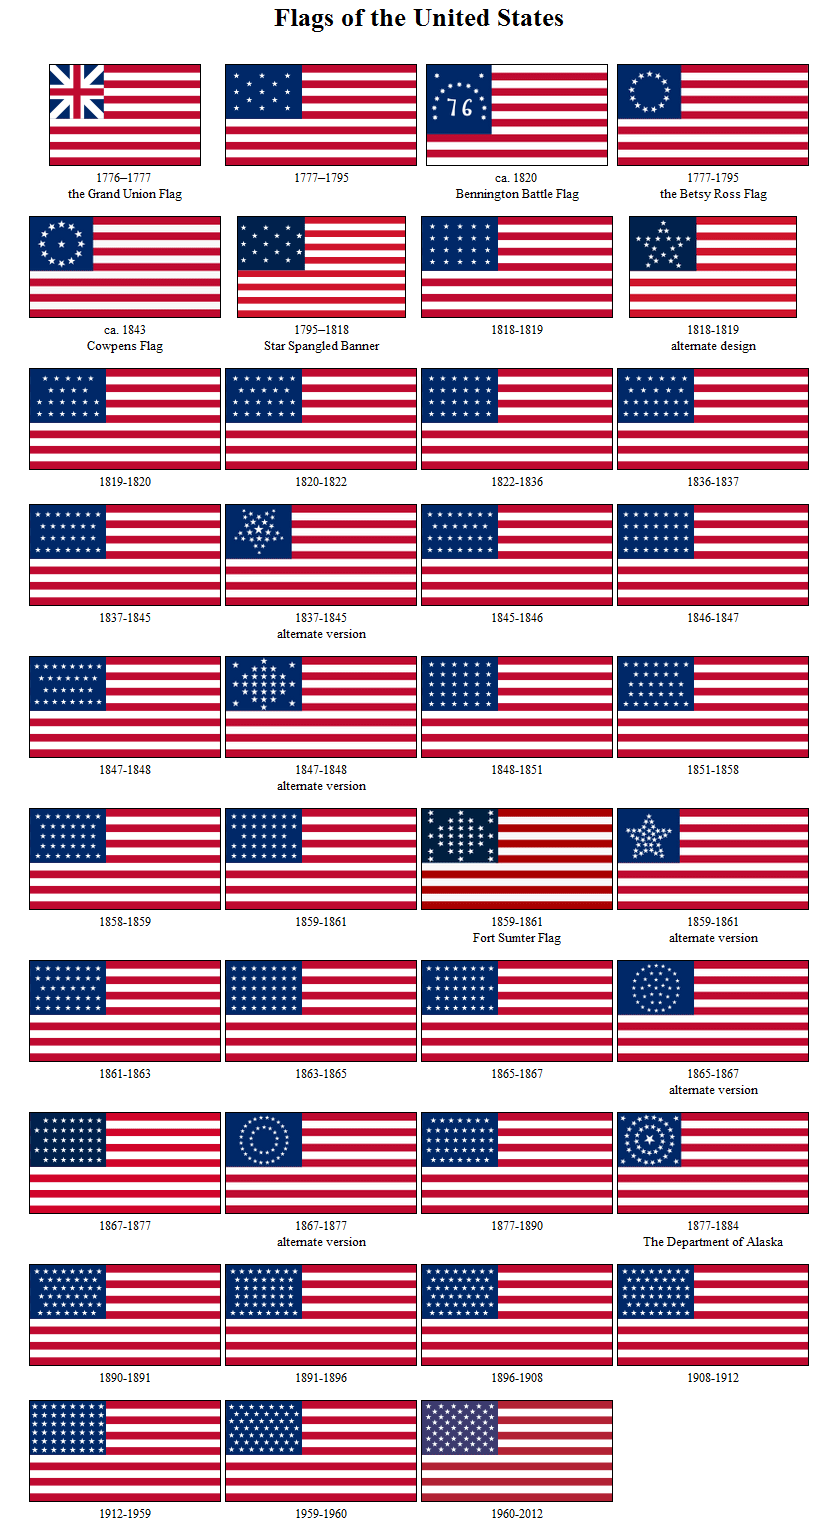 Flags of the United States
76
1776–1777
the Grand Union Flag
1777–1795
ca. 1820
Bennington Battle Flag
1777-1795
the Betsy Ross Flag
ca. 1843
Cowpens Flag
1795–1818
Star Spangled Banner
1818-1819
1818-1819
alternate design
1819-1820
1820-1822
1822-1836
1836-1837
1837-1845
1837-1845
alternate version
1845-1846
1846-1847
1847-1848
1847-1848
alternate version
1848-1851
1851-1858
1858-1859
1859-1861
1859-1861
Fort Sumter Flag
1859-1861
alternate version
1861-1863
1863-1865
1865-1867
1865-1867
alternate version
1867-1877
1867-1877
alternate version
1877-1890
1877-1884
The Department of Alaska
1890-1891
1891-1896
1896-1908
1908-1912
1912-1959
1959-1960
1960-2012